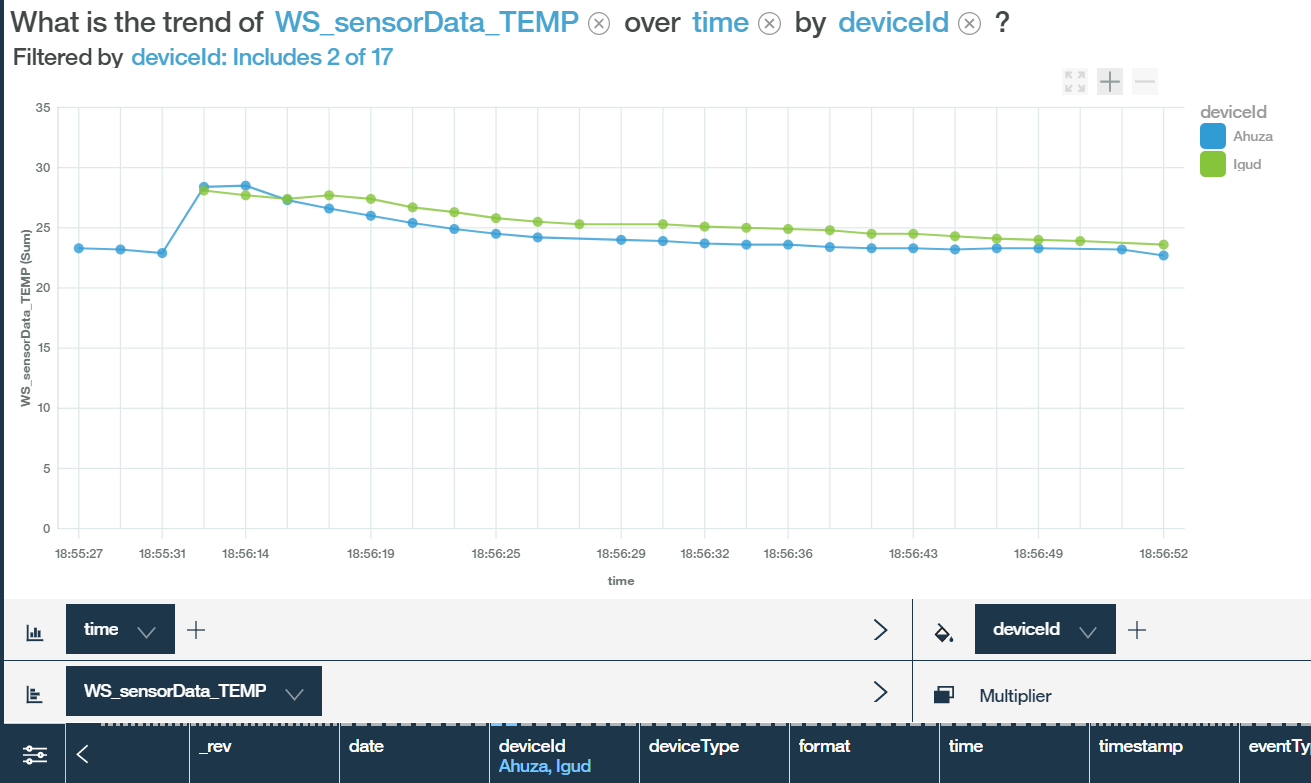 What is the trend of WS_sensorData_TEMP over time by deviceId ?
Filtered by deviceId: Includes 2 of 17
deviceId
Ahuza
Igud
35
30
25
20
15
10
5
0
WS_sensorData_TEMP (Sum)
18:55:27 18:55:31 18:56:14 18:56:19 18:56:25 18:56:29 18:56:32 18:56:36 18:56:43 18:56:49 18:56:52
time
time
deviceId
WS_sensorData_TEMP
Multiplier
_rev date deviceId deviceType format time timestamp eventTy
Ahuza, Igud